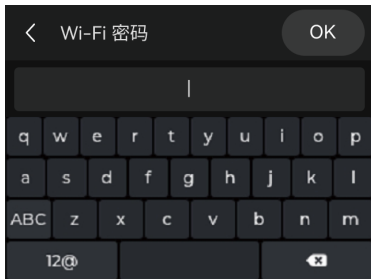 Wi-Fi 密码 OK
q w e r t y u i o p
a s d f g h j k l
ABC z x c v b n m
12@